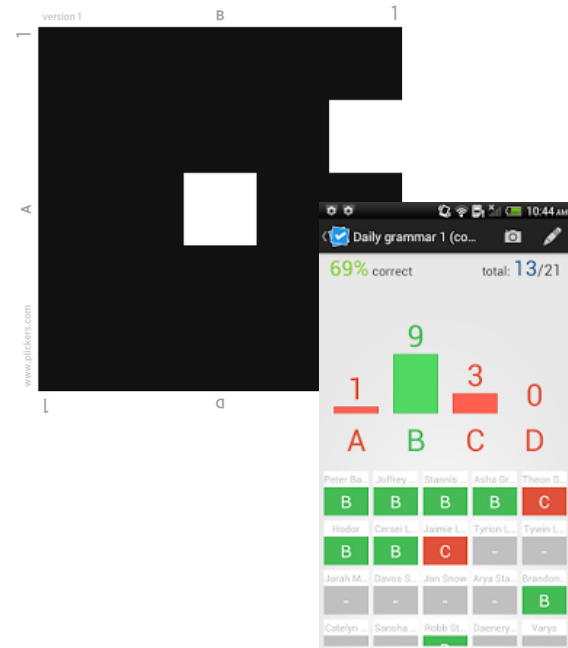 version 1
B
1
1
A
www.plickers.com
1
D
10:44 AM
Daily grammar 1 (co...
69% correct
total: 13/21
1 9 3 0
A B C D
Peter Ba... Joffrey ... Stannis ... Asha Gr... Theon G...
B B B B C
Hodor Cersei L... Jaimie L... Tyrion L... Tywin L...
B B C - -
Jorah M... Davos S... Jon Snow Arya Sta... Brandon...
- - - - B
Catelyn ... Sansha ... Robb St... Daenery... Varys